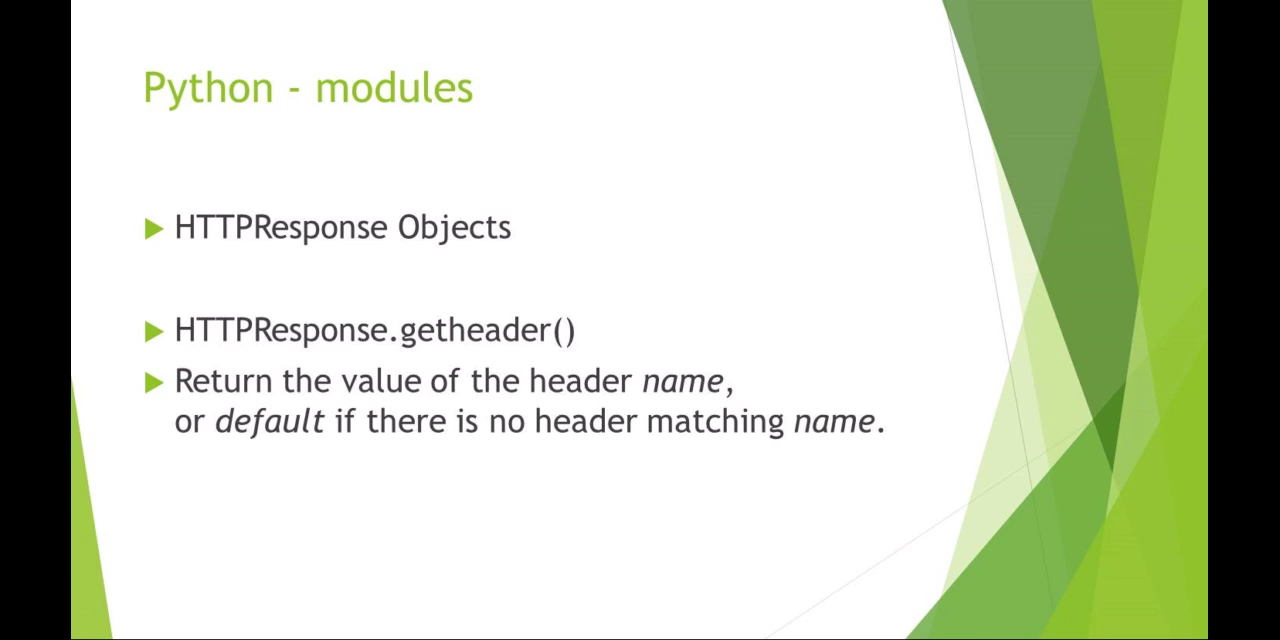 Python - modules
HTTPResponse Objects
HTTPResponse.getheader()
Return the value of the header name,
or default if there is no header matching name.